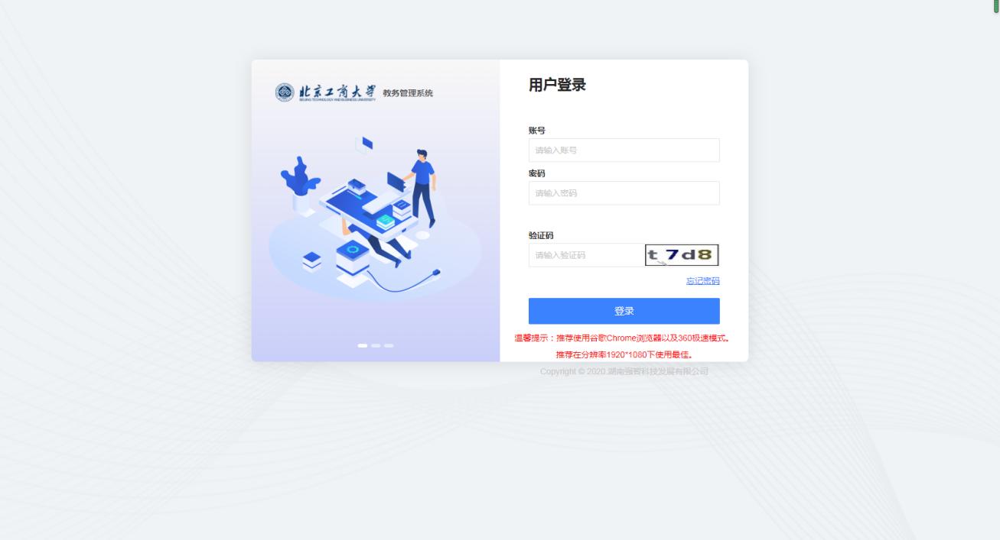 北京工商大学 教务管理系统
BEIJING TECHNOLOGY AND BUSINESS UNIVERSITY
用户登录
账号
请输入账号
密码
请输入密码
验证码
请输入验证码 t7d8
忘记密码
登录
温馨提示：推荐使用谷歌Chrome浏览器以及360极速模式。
推荐在分辨率1920*1080下使用最佳。
Copyright © 2020.湖南强智科技发展有限公司